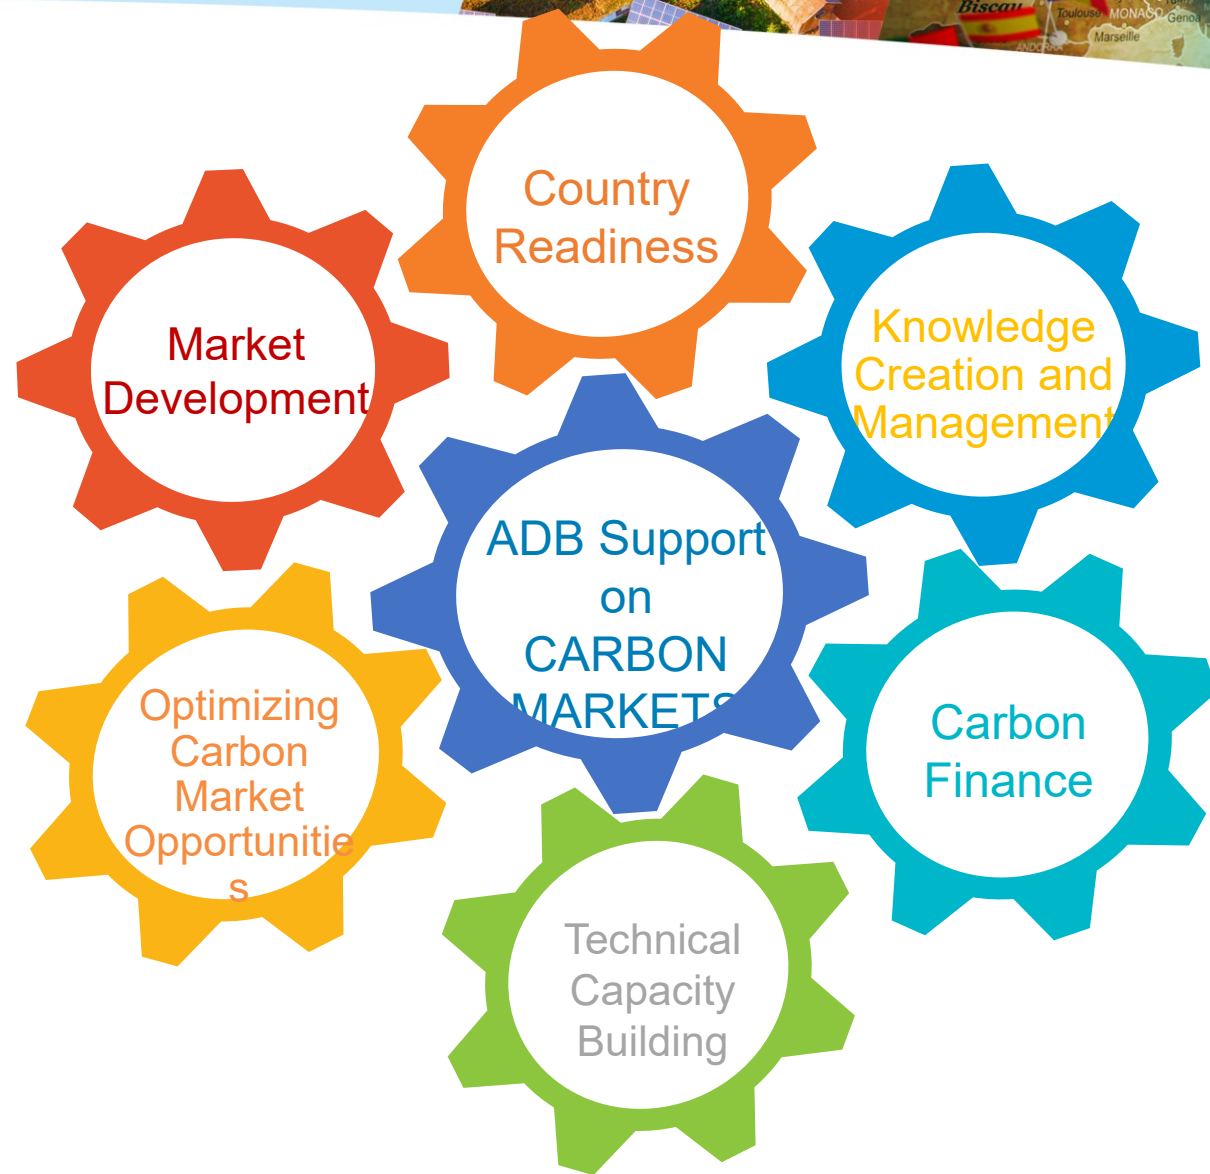 Biscay
Toulouse
MONACO
Genoa
Marseille
ANDORRA
Country
Readiness
Market
Development
Knowledge
Creation and
Management
ADB Support
on
CARBON
MARKETS
Optimizing
Carbon
Market
Opportunitie
s
Carbon
Finance
Technical
Capacity
Building